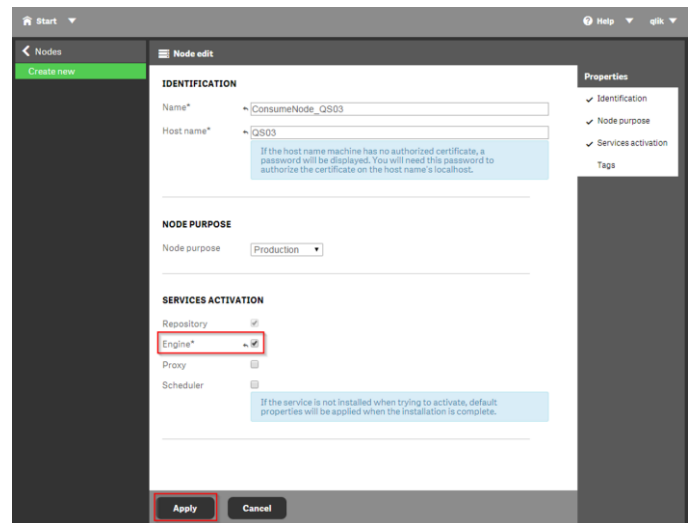 Start
Help
qlik
Nodes
Node edit
Create new
IDENTIFICATION
Name*
ConsumeNode_QS03
Host name*
QS03
If the host name machine has no authorized certificate, a
password will be displayed. You will need this password to
authorize the certificate on the host name's localhost.
NODE PURPOSE
Node purpose
Production
SERVICES ACTIVATION
Repository
Engine*
Proxy
Scheduler
If the service is not installed when trying to activate, default
properties will be applied when the installation is complete.
Apply
Cancel
Properties
Identification
Node purpose
Services activation
Tags